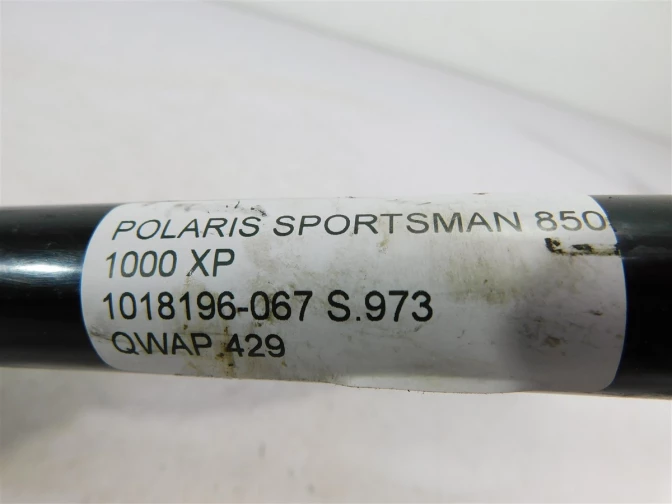 POLARIS SPORTSMAN 850-
1000 XP
1018196-067 S.973
QWAP 429